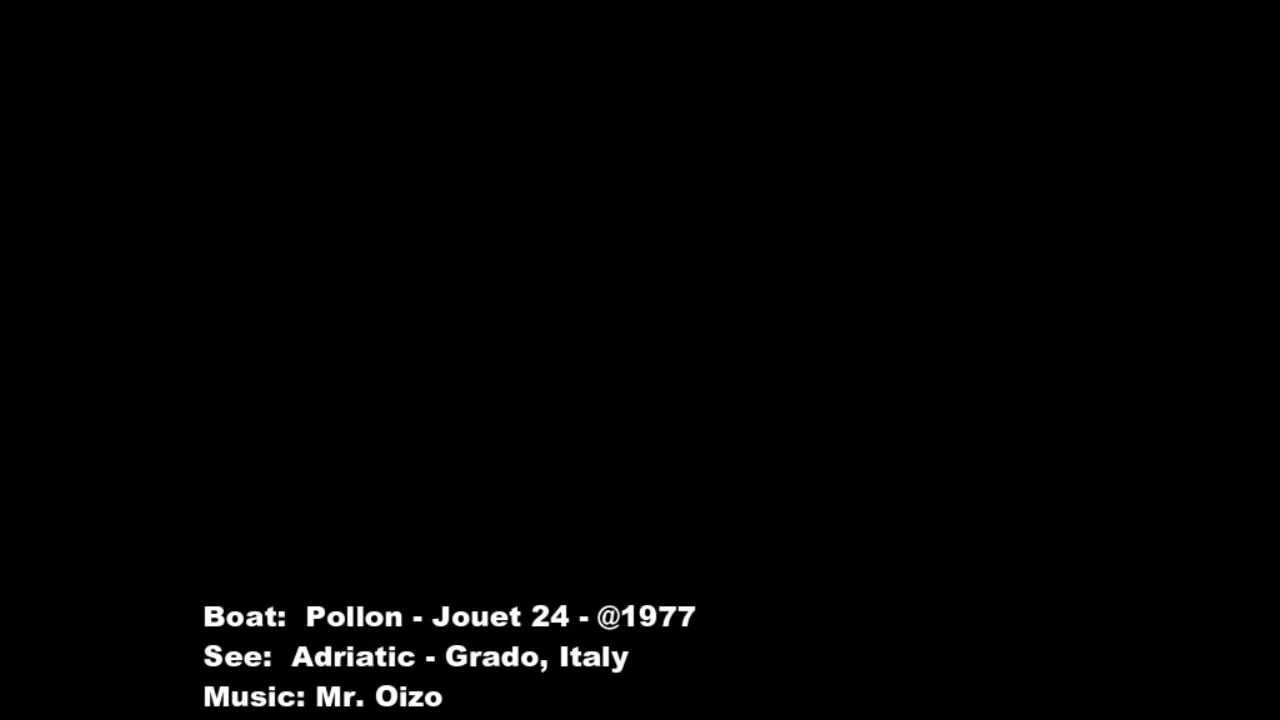 Boat:  Pollon - Jouet 24 - @1977
See:  Adriatic - Grado, Italy
Music: Mr. Oizo